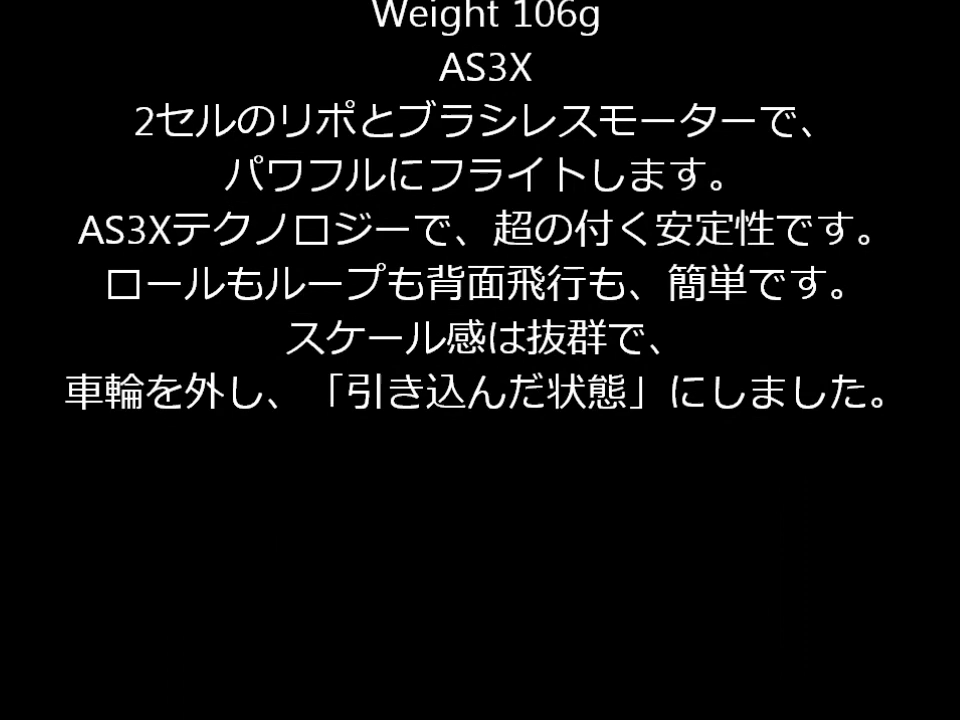 Weight 106g
AS3X
2セルのリポとブラシレスモーターで、
パワフルにフライトします。
AS3Xテクノロジーで、超の付く安定性です。
ロールもループも背面飛行も、簡単です。
スケール感は抜群で、
車輪を外し、「引き込んだ状態」にしました。